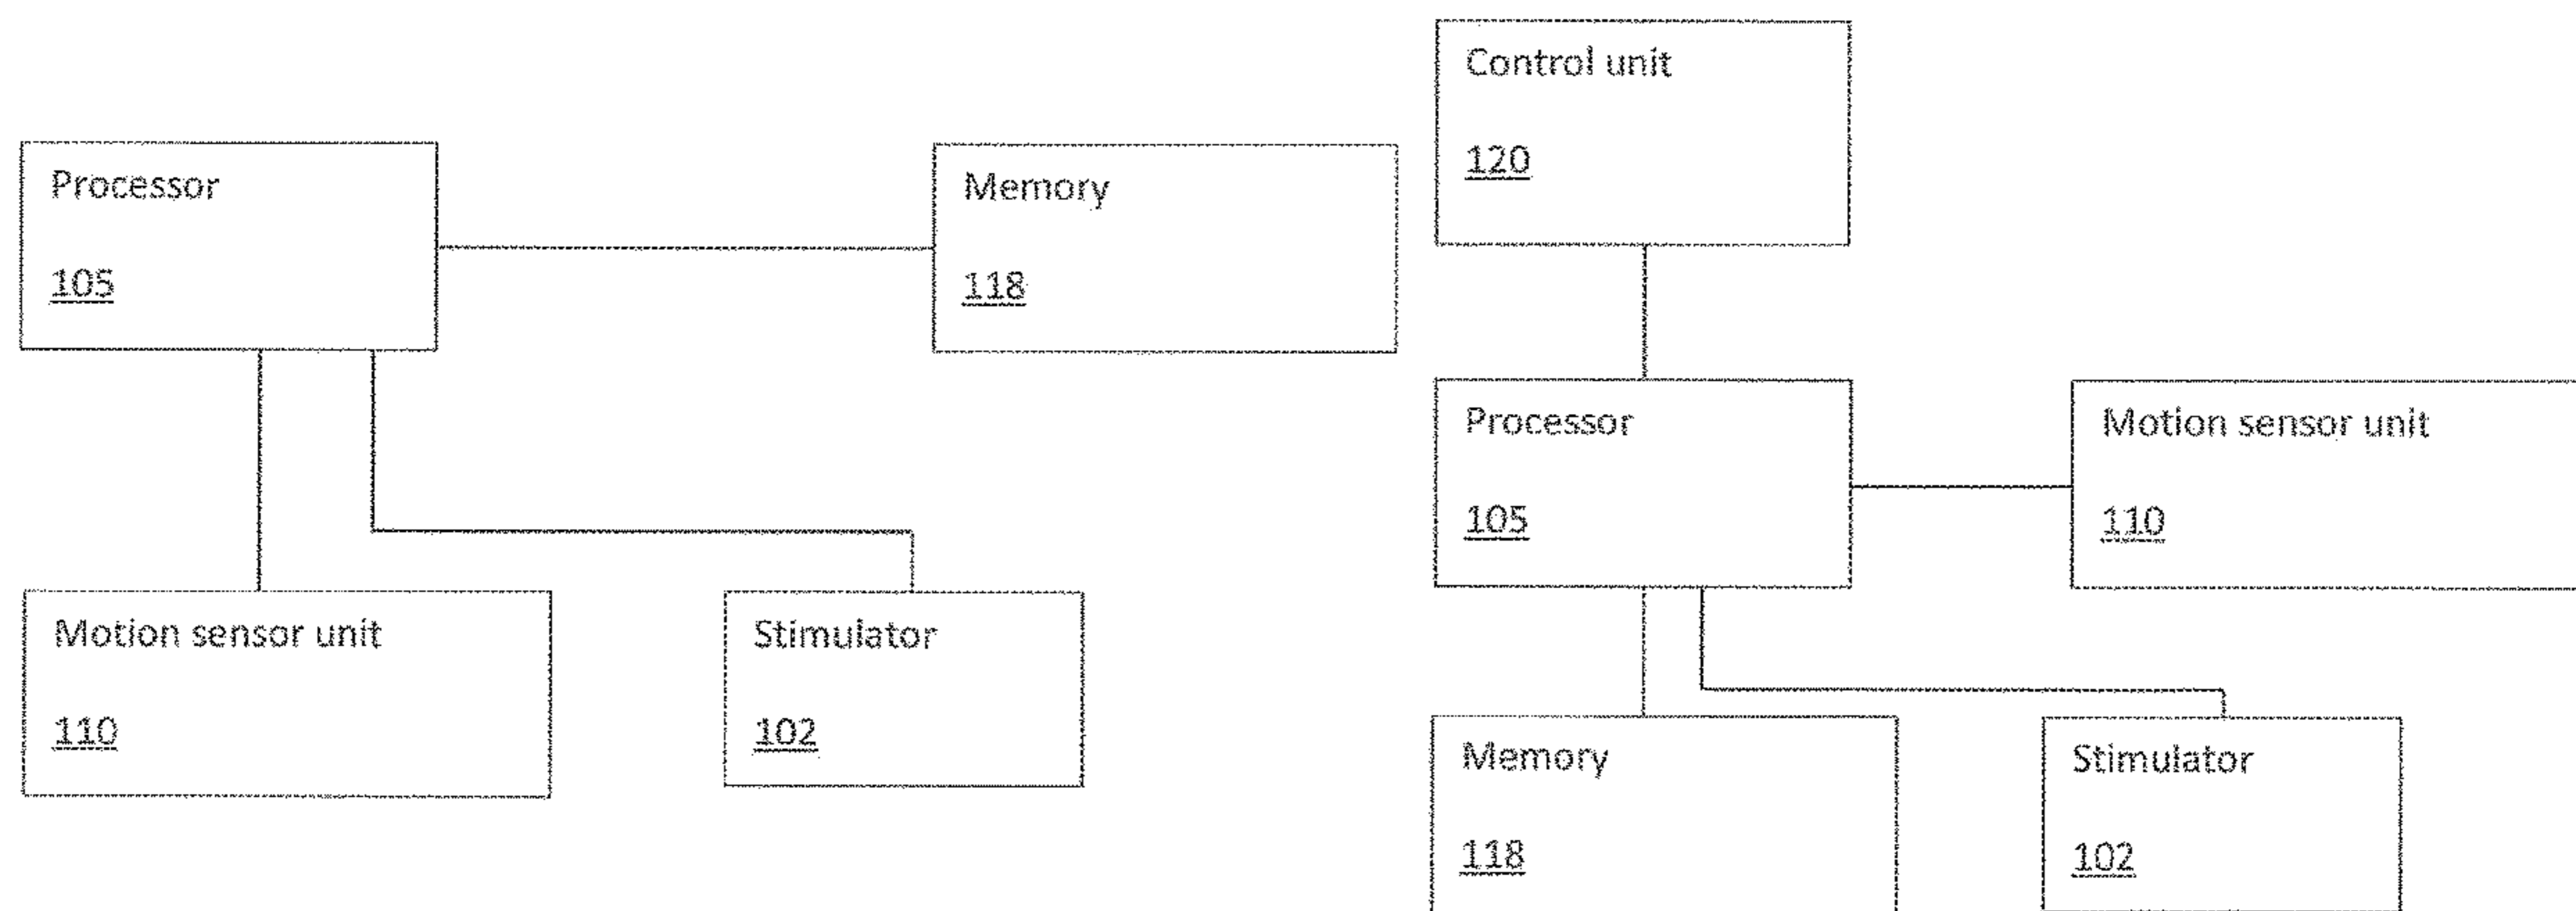 Processor
105
Memory
118
Motion sensor unit
110
Stimulator
102
Control unit
120
Processor
105
Motion sensor unit
110
Memory
118
Stimulator
102